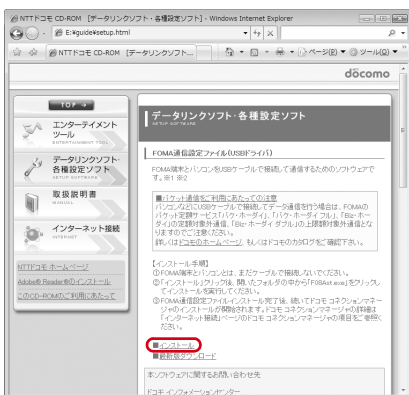 NTTドコモ CD-ROM [データリンクソフト・各種設定ソフト] - Windows Internet Explorer
E:¥guide¥setup.html
NTTドコモ CD-ROM [データリンクソフト...
ページ(P)
ツール(O)
döcomo
TOP
エンターテイメント
ツール
ENTERTAINMENT TOOL
データリンクソフト・
各種設定ソフト
SETUP SOFTWARE
取扱説明書
MANUAL
インターネット接続
INTERNET
NTTドコモ ホームページ
Adobe® Reader®のインストール
このCD-ROMのご利用にあたって
データリンクソフト・各種設定ソフト
SETUP SOFTWARE
FOMA通信設定ファイル(USBドライバ)
FOMA端末とパソコンをUSBケーブルで接続して通信するためのソフトウェアで
す。※1 ※2
■パケット通信をご利用にあたっての注意
パソコンなどにUSBケーブルで接続してデータ通信を行う場合は、FOMAの
パケット定額サービス「パケ・ホーダイ」、「パケ・ホーダイ フル」、「Biz・ホー
ダイ」の定額対象外通信、「Biz・ホーダイ ダブル」の上限額対象外通信とな
りますのでご注意ください。
詳しくはドコモのホームページ、もしくはドコモのカタログをご確認下さい。
【インストール手順】
①FOMA端末とパソコンとは、まだケーブルで接続しないでください。
②「インストール」クリック後、開いたフォルダの中から「F08Ast.exe」をクリックし
てインストールを実行してください。
③FOMA通信設定ファイルインストール完了後、続いてドコモ コネクションマネー
ジャのインストールが開始されます。ドコモ コネクションマネージャの詳細は
「インターネット接続」ページのドコモ コネクションマネージャの項目をご参照く
ださい。
■インストール
■最新版ダウンロード
本ソフトウェアに関するお問い合わせ先
ドコモ インフォメーションセンター